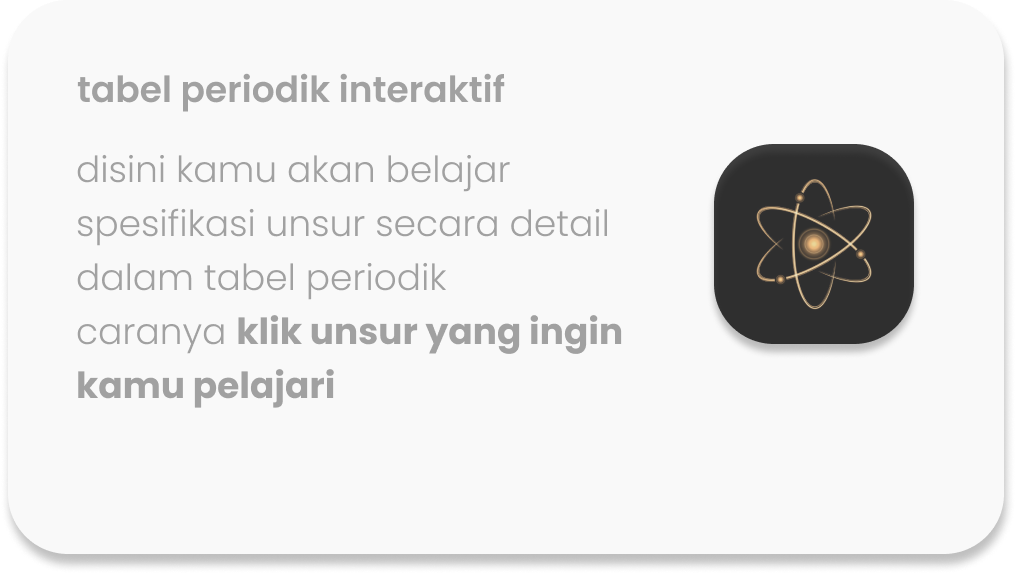 tabel periodik interaktif
disini kamu akan belajar
spesifikasi unsur secara detail
dalam tabel periodik
caranya klik unsur yang ingin
kamu pelajari